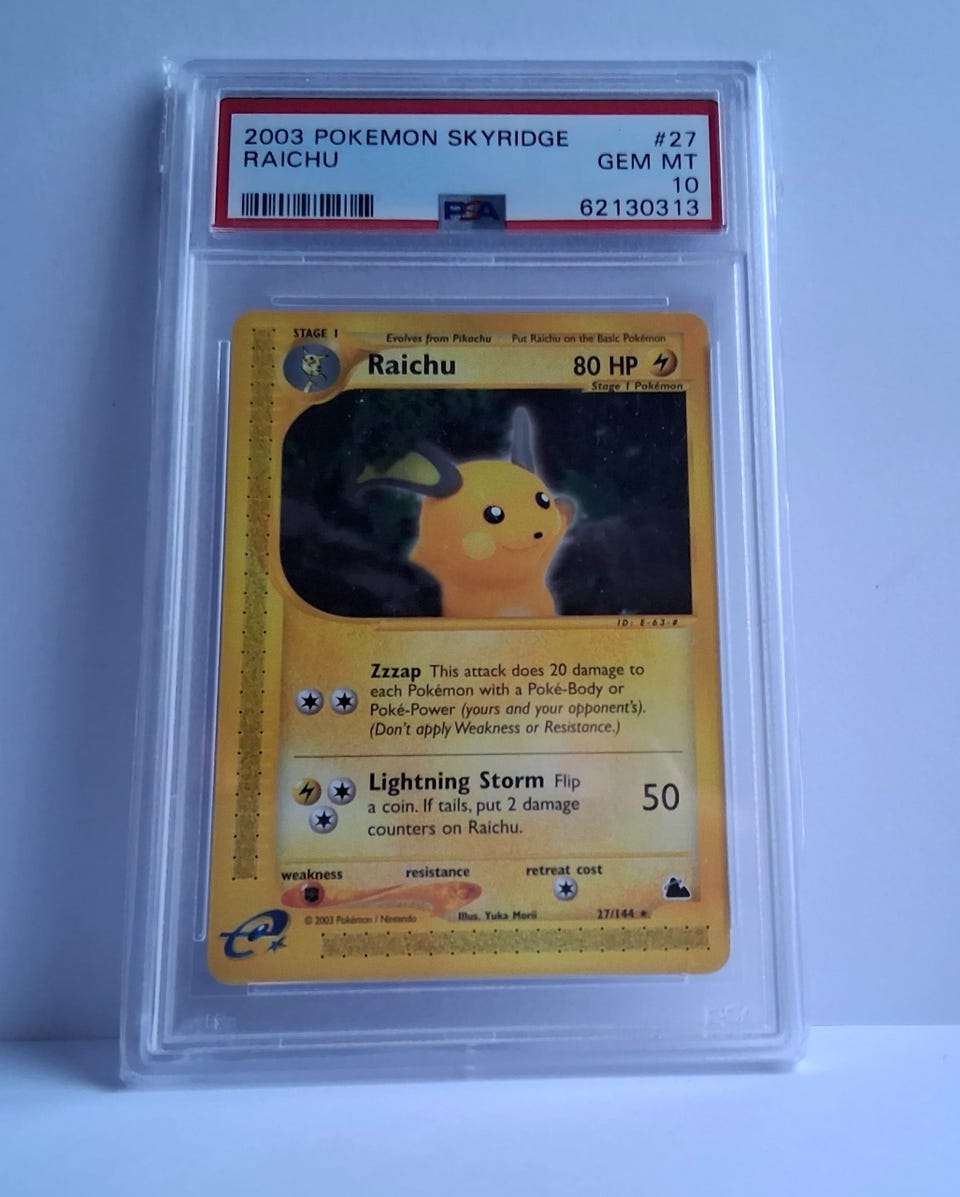 2003 POKEMON SKYRIDGE #27
RAICHU GEM MT
10
PSA 62130313
STAGE 1 Evolves from Pikachu Put Raichu on the Basic Pokémon
Raichu 80 HP
Stage 1 Pokémon
ID: E-63-#
Zzzap This attack does 20 damage to
each Pokémon with a Poké-Body or
Poké-Power (yours and your opponent's).
(Don't apply Weakness or Resistance.)
Lightning Storm Flip
a coin. If tails, put 2 damage
counters on Raichu.
50
weakness resistance retreat cost
© 2003 Pokémon / Nintendo Illus. Yuka Morii 27/144 ★
e